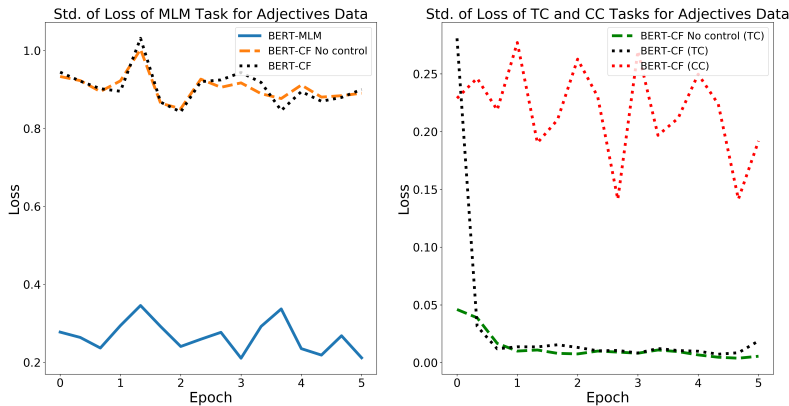 Std. of Loss of MLM Task for Adjectives Data
BERT-MLM
BERT-CF No control
BERT-CF
Loss
1.0
0.8
0.6
0.4
0.2
0 1 2 3 4 5
Epoch
Std. of Loss of TC and CC Tasks for Adjectives Data
BERT-CF No control (TC)
BERT-CF (TC)
BERT-CF (CC)
Loss
0.25
0.20
0.15
0.10
0.05
0.00
0 1 2 3 4 5
Epoch